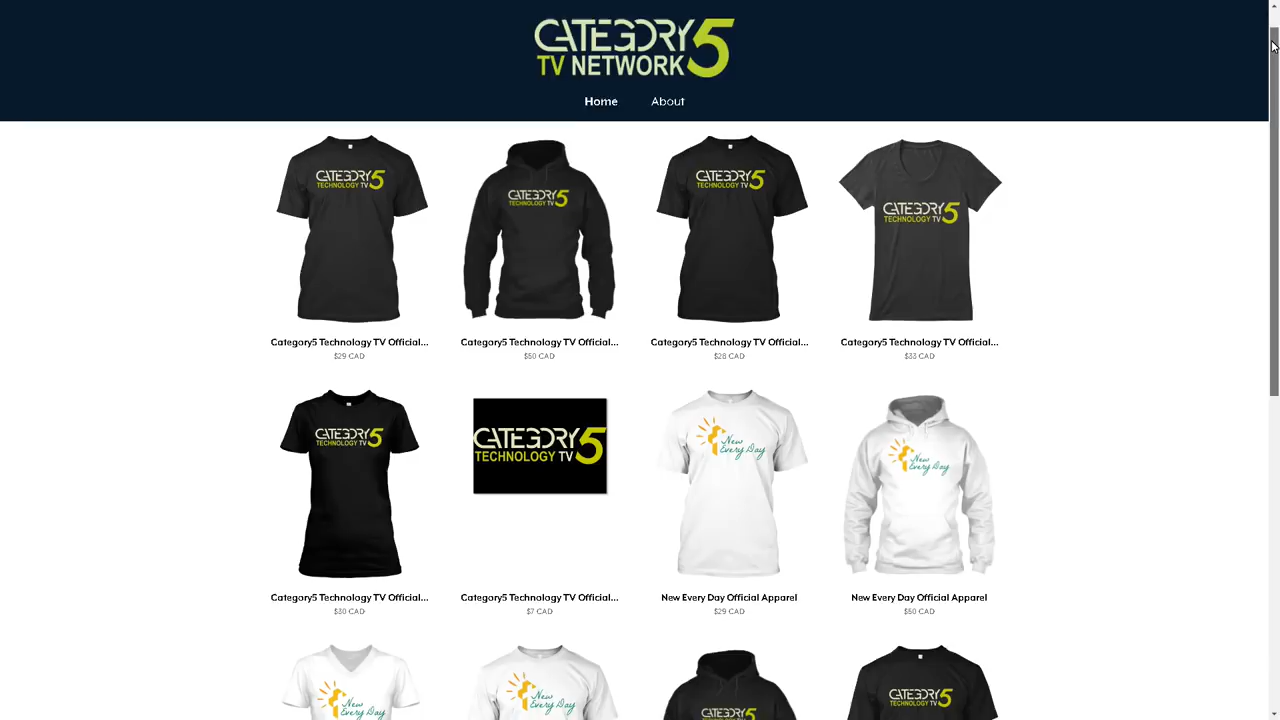 CATEGORY5
TV NETWORK
Home About
CATEGORY5
TECHNOLOGY TV
CATEGORY5
TECHNOLOGY TV
CATEGORY5
TECHNOLOGY TV
CATEGORY5
TECHNOLOGY TV
Category5 Technology TV Official...
$29 CAD
Category5 Technology TV Official...
$50 CAD
Category5 Technology TV Official...
$28 CAD
Category5 Technology TV Official...
$33 CAD
CATEGORY5
TECHNOLOGY TV
CATEGORY5
TECHNOLOGY TV
New
Every Day
New
Every Day
Category5 Technology TV Official...
$30 CAD
Category5 Technology TV Official...
$7 CAD
New Every Day Official Apparel
$29 CAD
New Every Day Official Apparel
$50 CAD
New
Every Day
New
Every Day
CATEGORY5
CATEGORY5
TECHNOLOGY TV